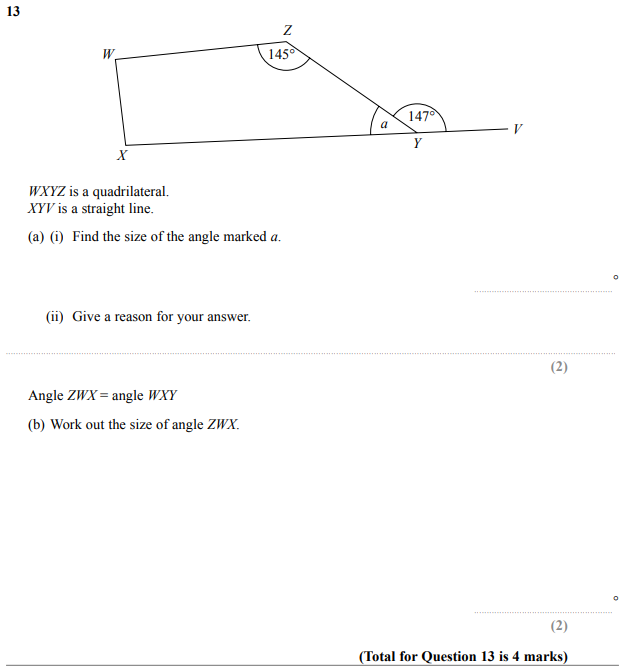 13
Z
W
145°
147°
a
V
Y
X
WXYZ is a quadrilateral.
XYV is a straight line.
(a) (i) Find the size of the angle marked a.
°
(ii) Give a reason for your answer.
(2)
Angle ZWX = angle WXY
(b) Work out the size of angle ZWX.
°
(2)
(Total for Question 13 is 4 marks)